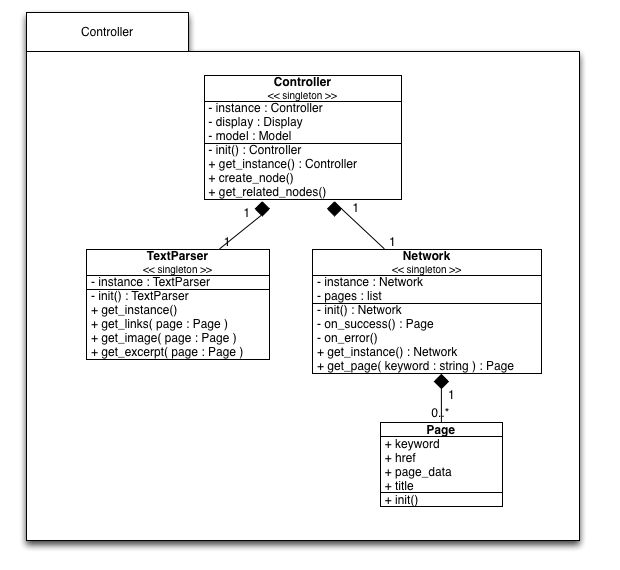 Controller
Controller
<< singleton >>
- instance : Controller
- display : Display
- model : Model
- init() : Controller
+ get_instance() : Controller
+ create_node()
+ get_related_nodes()
1
1
1
1
TextParser
<< singleton >>
- instance : TextParser
- init() : TextParser
+ get_instance()
+ get_links( page : Page )
+ get_image( page : Page )
+ get_excerpt( page : Page )
Network
<< singleton >>
- instance : Network
- pages : list
- init() : Network
- on_success() : Page
- on_error()
+ get_instance() : Network
+ get_page( keyword : string ) : Page
1
0..*
Page
+ keyword
+ href
+ page_data
+ title
+ init()